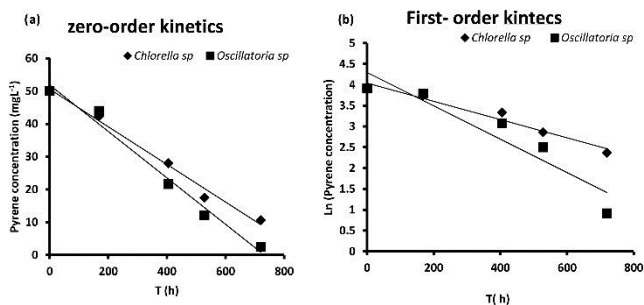 (a)
zero-order kinetics
Chlorella sp
Oscillatoria sp
Pyrene concentration (mgL⁻¹)
60
50
40
30
20
10
0
0
200
400
600
800
T (h)
(b)
First- order kintecs
Chlorella sp
Oscillatoria sp
Ln (Pyrene concentration)
5
4.5
4
3.5
3
2.5
2
1.5
1
0.5
0
0
200
400
600
800
T( h)